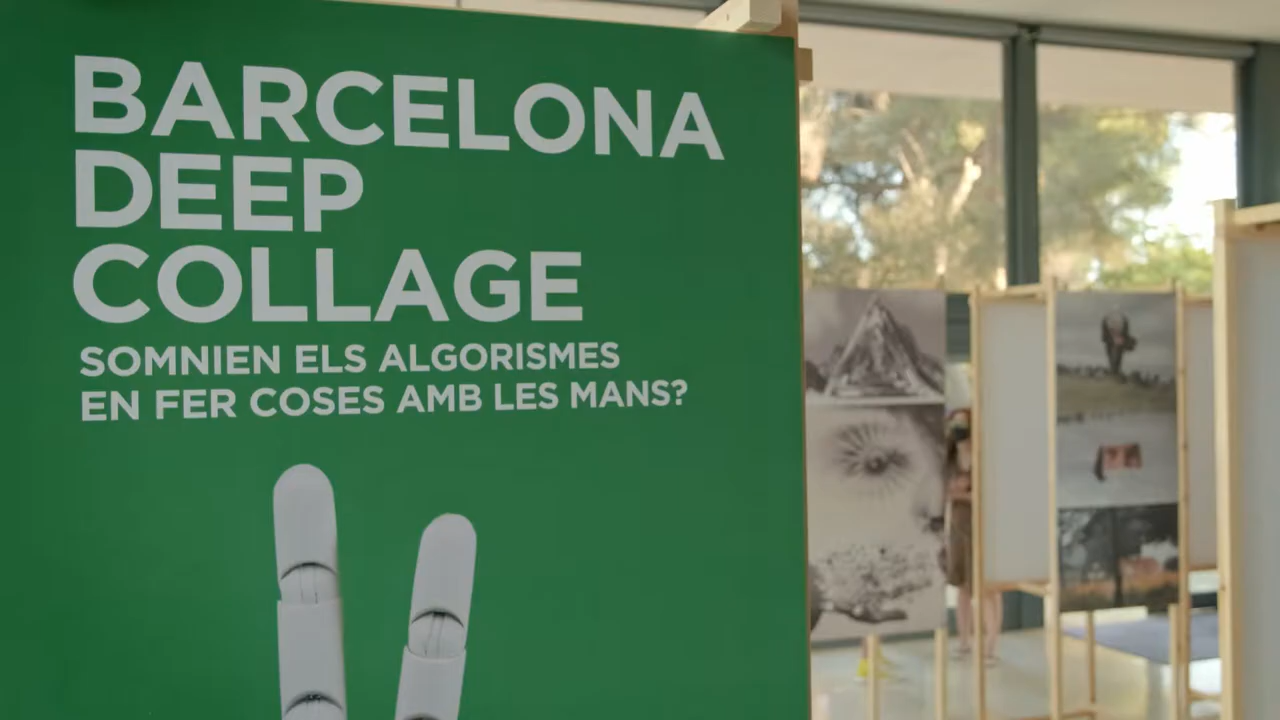 BARCELONA
DEEP
COLLAGE
SOMNIEN ELS ALGORISMES
EN FER COSES AMB LES MANS?